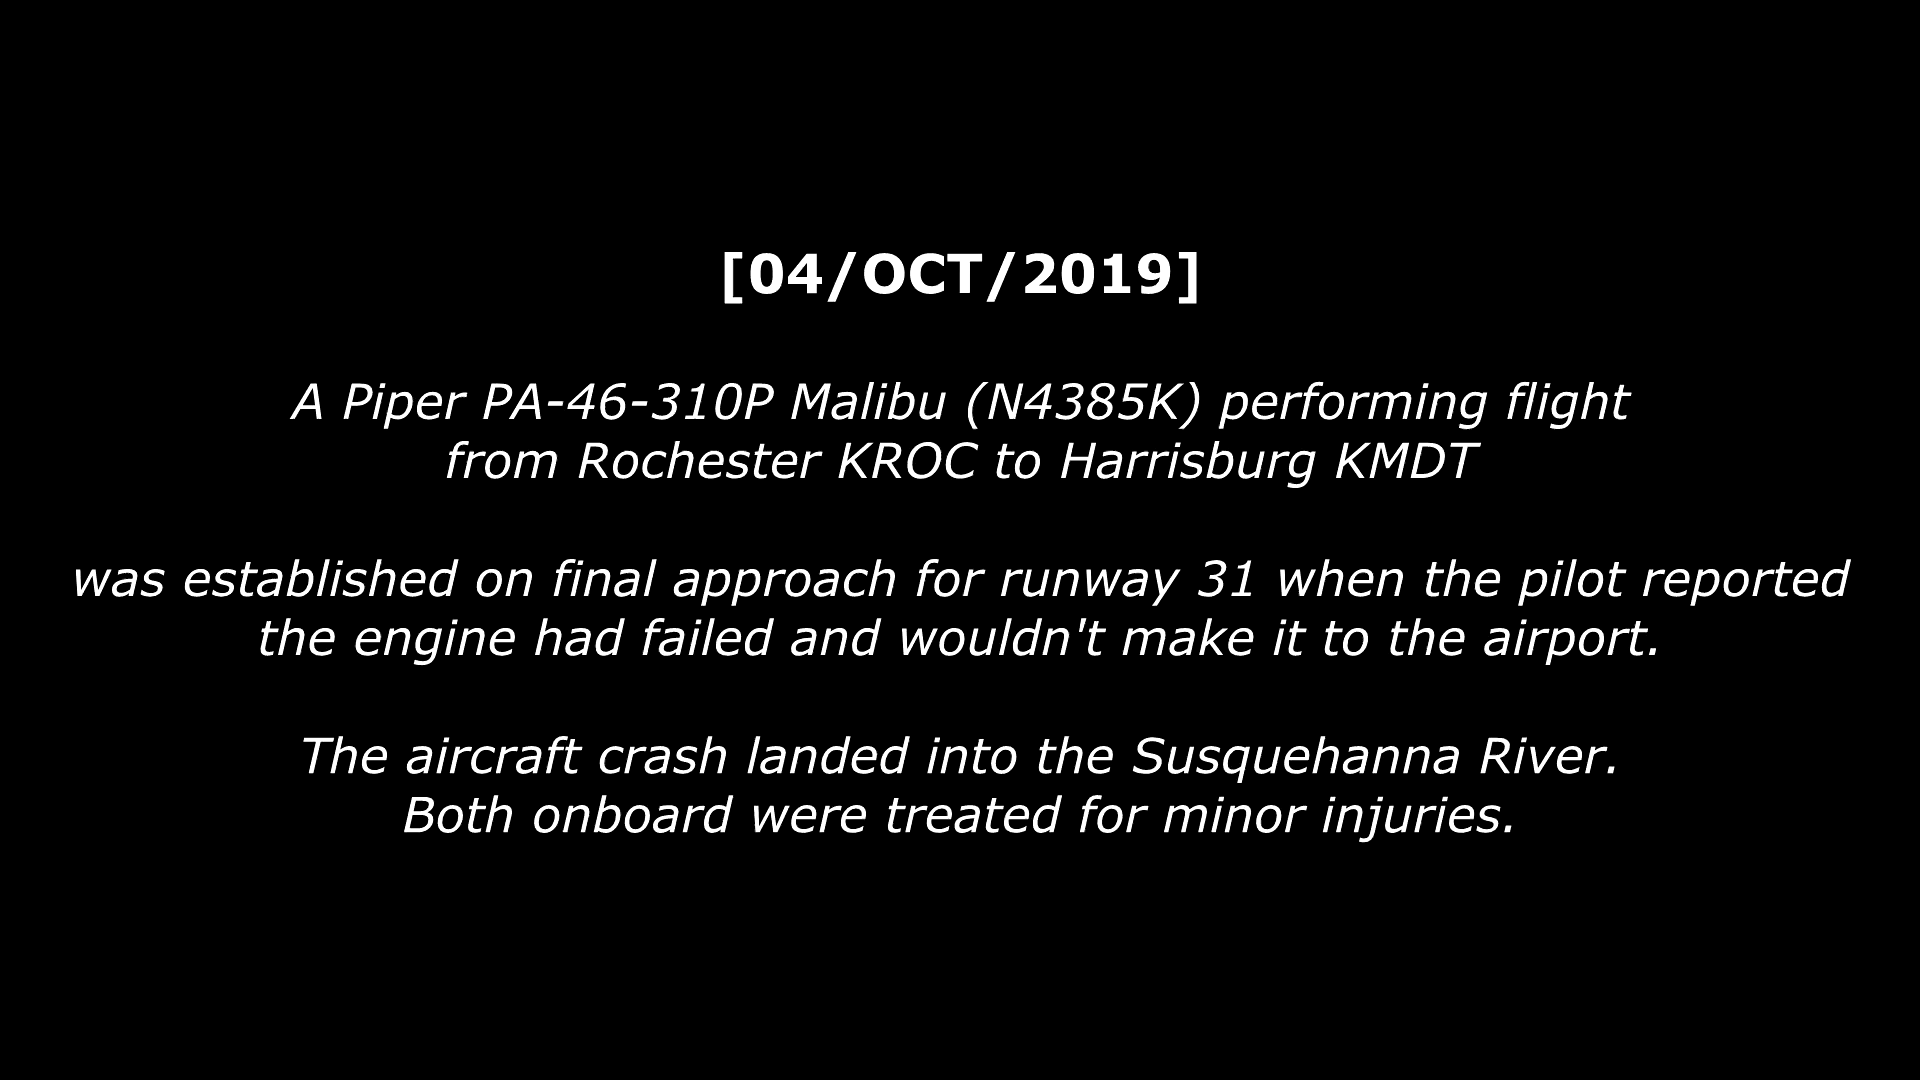 [04/OCT/2019]
A Piper PA-46-310P Malibu (N4385K) performing flight
from Rochester KROC to Harrisburg KMDT
was established on final approach for runway 31 when the pilot reported
the engine had failed and wouldn't make it to the airport.
The aircraft crash landed into the Susquehanna River.
Both onboard were treated for minor injuries.